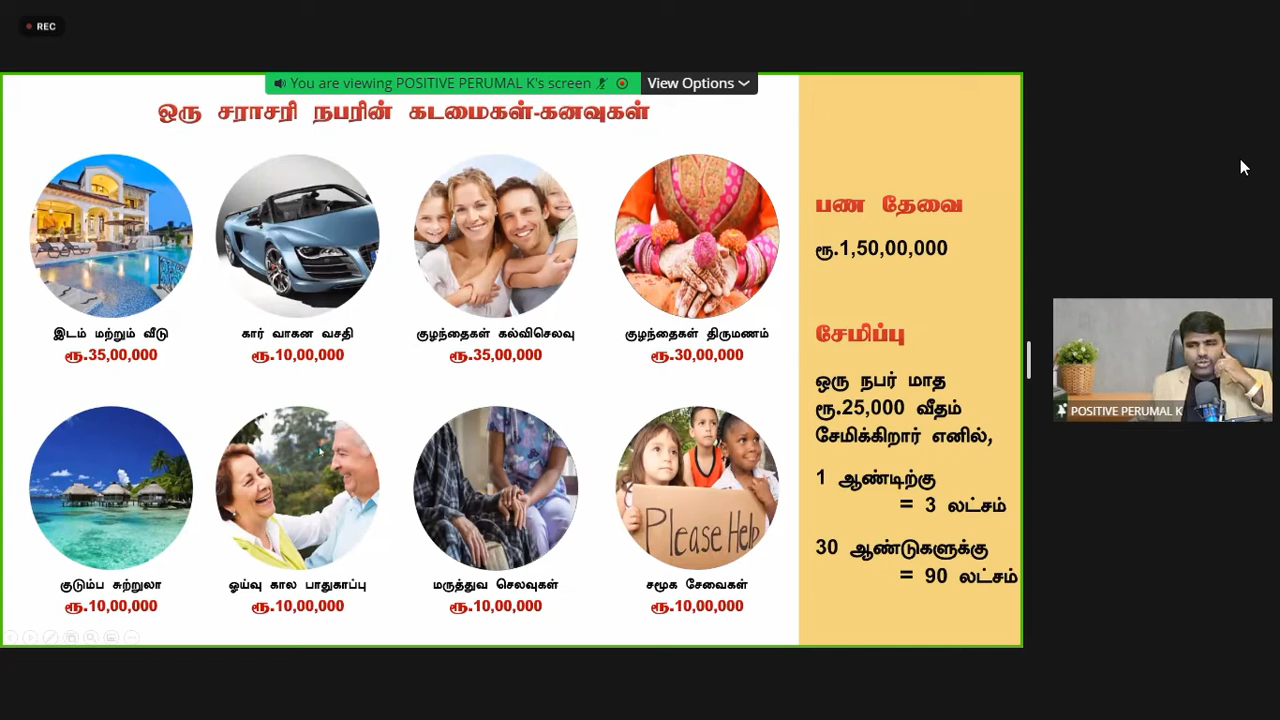 REC
You are viewing POSITIVE PERUMAL K's screen
View Options
ஒரு சராசரி நபரின் கடமைகள்-கனவுகள்
இடம் மற்றும் வீடு
ரூ.35,00,000
கார் வாகன வசதி
ரூ.10,00,000
குழந்தைகள் கல்விசெலவு
ரூ.35,00,000
குழந்தைகள் திருமணம்
ரூ.30,00,000
குடும்ப சுற்றுலா
ரூ.10,00,000
ஓய்வு கால பாதுகாப்பு
ரூ.10,00,000
மருத்துவ செலவுகள்
ரூ.10,00,000
Please Help
சமூக சேவைகள்
ரூ.10,00,000
பண தேவை
ரூ.1,50,00,000
சேமிப்பு
ஒரு நபர் மாத
ரூ.25,000 வீதம்
சேமிக்கிறார் எனில்,
1 ஆண்டிற்கு
= 3 லட்சம்
30 ஆண்டுகளுக்கு
= 90 லட்சம்
POSITIVE PERUMAL K